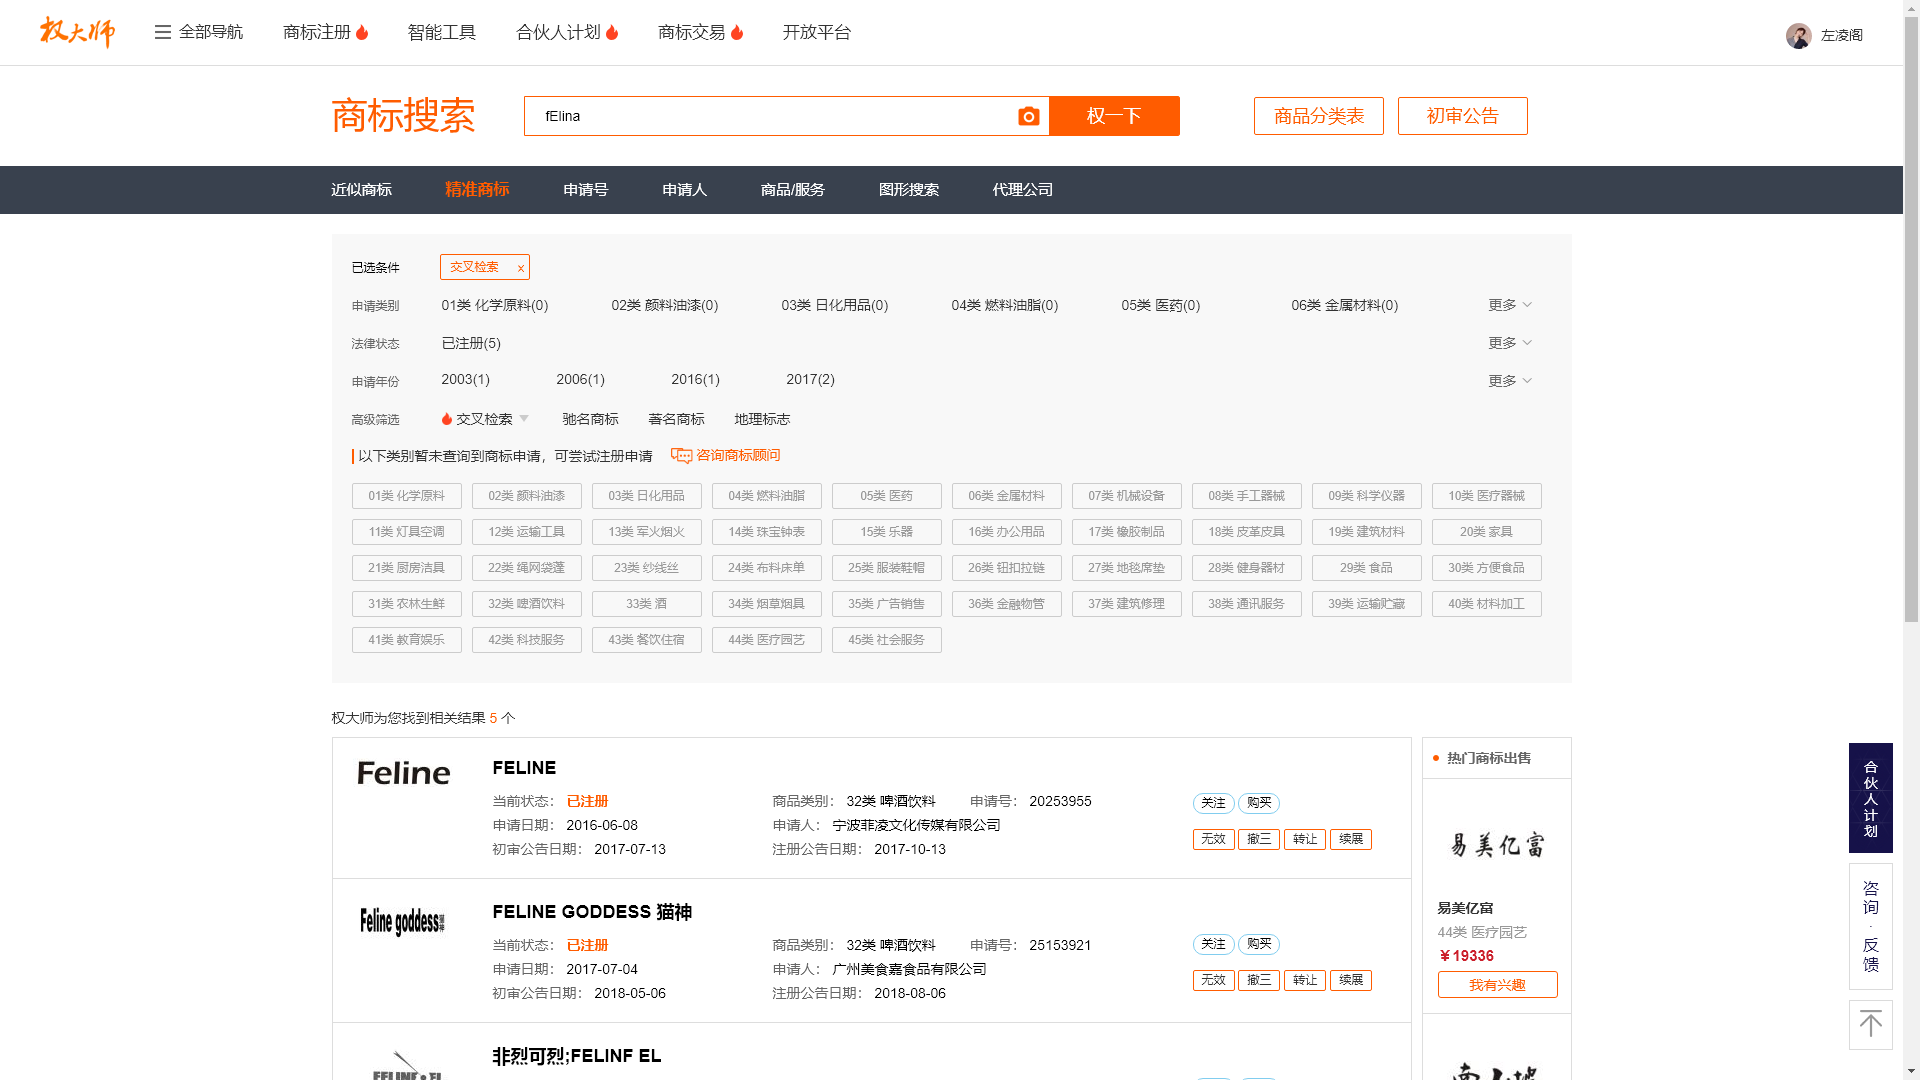 权大师
全部导航 商标注册 智能工具 合伙人计划 商标交易 开放平台 左凌阁
商标搜索 fElina 权一下 商品分类表 初审公告
近似商标 精准商标 申请号 申请人 商品/服务 图形搜索 代理公司
已选条件 交叉检索 x
申请类别 01类 化学原料(0) 02类 颜料油漆(0) 03类 日化用品(0) 04类 燃料油脂(0) 05类 医药(0) 06类 金属材料(0) 更多
法律状态 已注册(5) 更多
申请年份 2003(1) 2006(1) 2016(1) 2017(2) 更多
高级筛选 交叉检索 驰名商标 著名商标 地理标志
以下类别暂未查询到商标申请，可尝试注册申请 咨询商标顾问
01类 化学原料 02类 颜料油漆 03类 日化用品 04类 燃料油脂 05类 医药 06类 金属材料 07类 机械设备 08类 手工器械 09类 科学仪器 10类 医疗器械
11类 灯具空调 12类 运输工具 13类 军火烟火 14类 珠宝钟表 15类 乐器 16类 办公用品 17类 橡胶制品 18类 皮革皮具 19类 建筑材料 20类 家具
21类 厨房洁具 22类 绳网袋蓬 23类 纱线丝 24类 布料床单 25类 服装鞋帽 26类 钮扣拉链 27类 地毯席垫 28类 健身器材 29类 食品 30类 方便食品
31类 农林生鲜 32类 啤酒饮料 33类 酒 34类 烟草烟具 35类 广告销售 36类 金融物管 37类 建筑修理 38类 通讯服务 39类 运输贮藏 40类 材料加工
41类 教育娱乐 42类 科技服务 43类 餐饮住宿 44类 医疗园艺 45类 社会服务
权大师为您找到相关结果 5 个
Feline
FELINE
当前状态： 已注册 商品类别： 32类 啤酒饮料 申请号： 20253955
申请日期： 2016-06-08 申请人： 宁波菲凌文化传媒有限公司
初审公告日期： 2017-07-13 注册公告日期： 2017-10-13
关注 购买
无效 撤三 转让 续展
Feline goddess猫神
FELINE GODDESS 猫神
当前状态： 已注册 商品类别： 32类 啤酒饮料 申请号： 25153921
申请日期： 2017-07-04 申请人： 广州美食嘉食品有限公司
初审公告日期： 2018-05-06 注册公告日期： 2018-08-06
关注 购买
无效 撤三 转让 续展
非烈可烈;FELINF EL
热门商标出售
易美亿富
易美亿富
44类 医疗园艺
￥19336
我有兴趣
合伙人计划
咨询·反馈